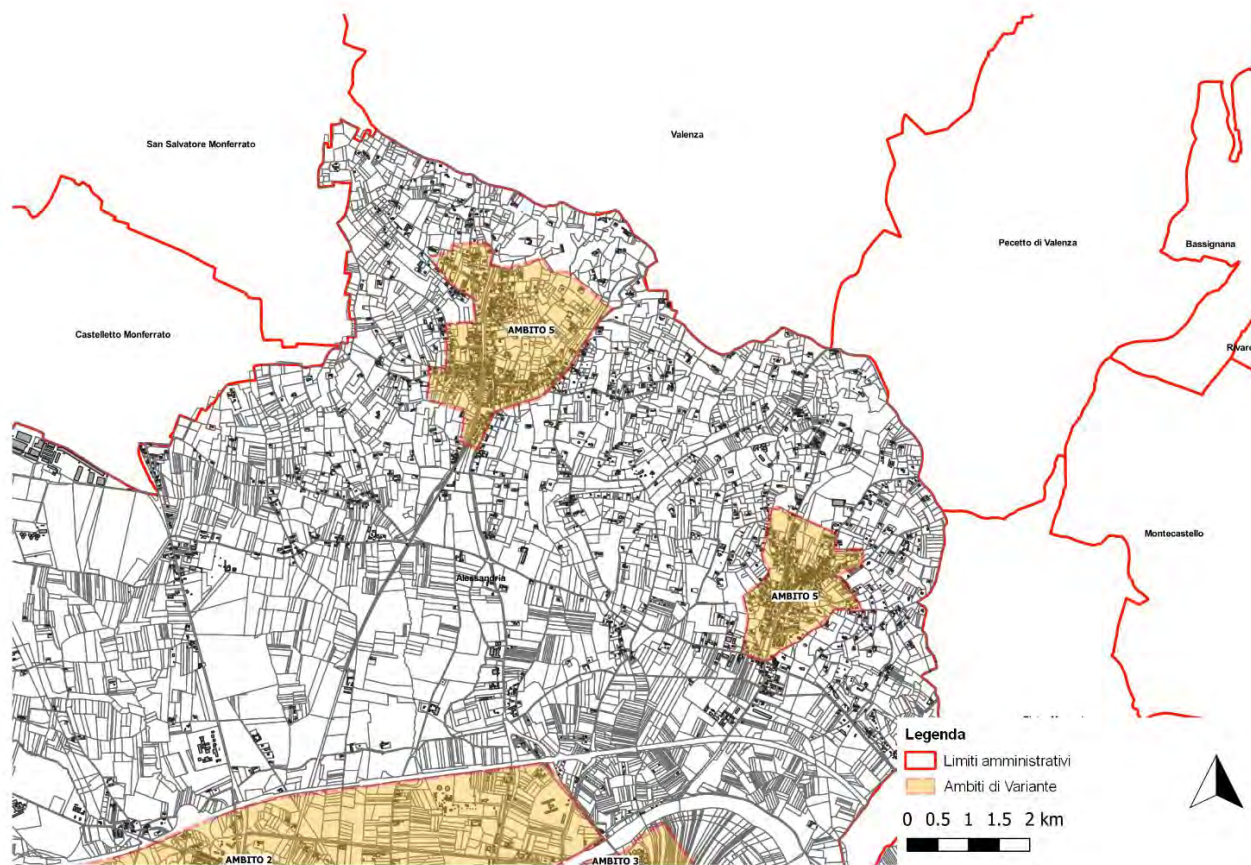 Valenza
San Salvatore Monferrato
Pecetto di Valenza
Bassignana
Castelletto Monferrato
AMBITO 5
Montecastello
Alessandria
AMBITO 5
Legenda
Limiti amministrativi
Ambiti di Variante
0 0.5 1 1.5 2 km
AMBITO 2
AMBITO 3